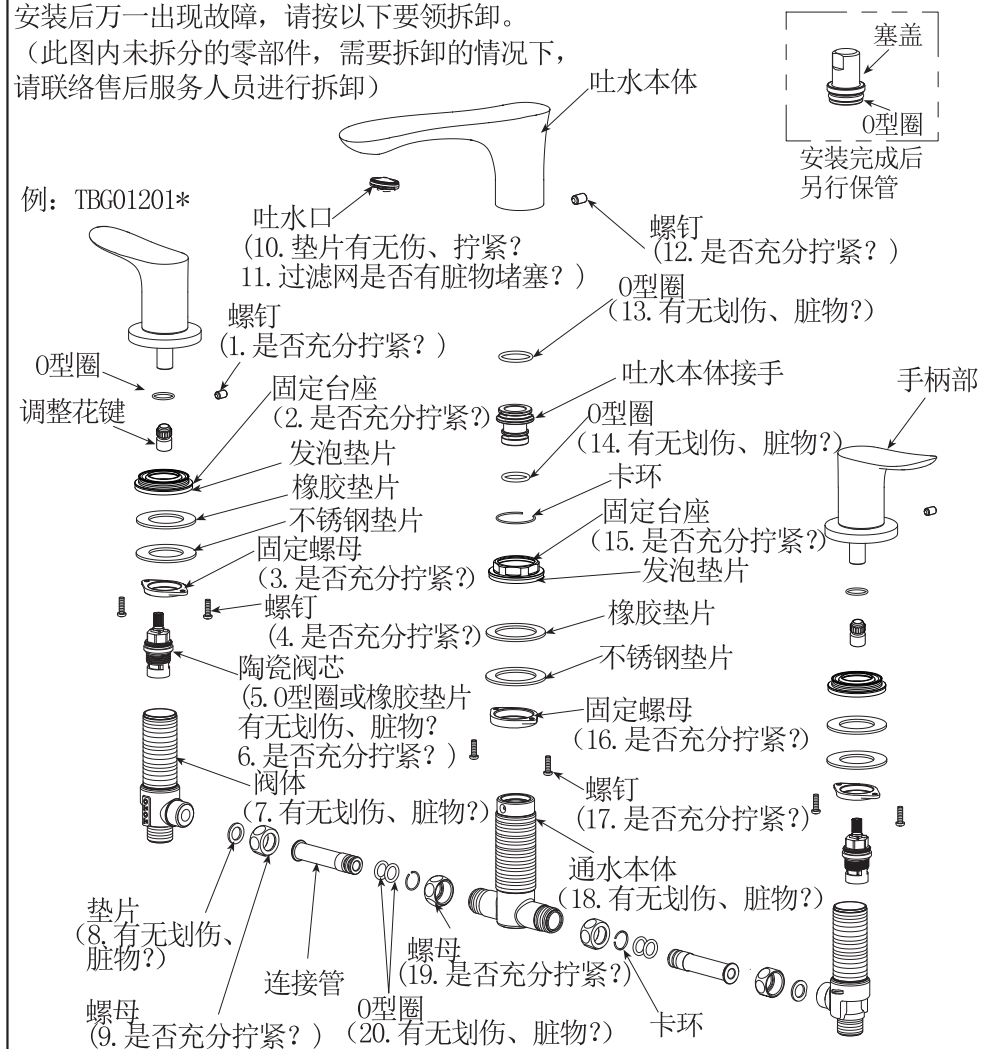 安装后万一出现故障，请按以下要领拆卸。
（此图内未拆分的零部件，需要拆卸的情况下，
请联络售后服务人员进行拆卸）
塞盖
O型圈
安装完成后
另行保管
吐水本体
例：TBG01201*
吐水口
(10.垫片有无伤、拧紧？
11.过滤网是否有脏物堵塞？)
螺钉
(12.是否充分拧紧？)
O型圈
(13.有无划伤、脏物?)
螺钉
(1.是否充分拧紧？)
O型圈
调整花键
固定台座
(2.是否充分拧紧?)
发泡垫片
橡胶垫片
不锈钢垫片
固定螺母
(3.是否充分拧紧?)
螺钉
(4.是否充分拧紧?)
陶瓷阀芯
(5.O型圈或橡胶垫片
有无划伤、脏物？
6.是否充分拧紧？)
阀体
(7.有无划伤、脏物?)
吐水本体接手
O型圈
(14.有无划伤、脏物?)
卡环
固定台座
(15.是否充分拧紧?)
发泡垫片
橡胶垫片
不锈钢垫片
固定螺母
(16.是否充分拧紧?)
螺钉
(17.是否充分拧紧?)
通水本体
(18.有无划伤、脏物?)
手柄部
垫片
(8.有无划伤、
脏物?)
螺母
(9.是否充分拧紧？)
连接管
O型圈
(20.有无划伤、脏物?)
螺母
(19.是否充分拧紧?)
卡环